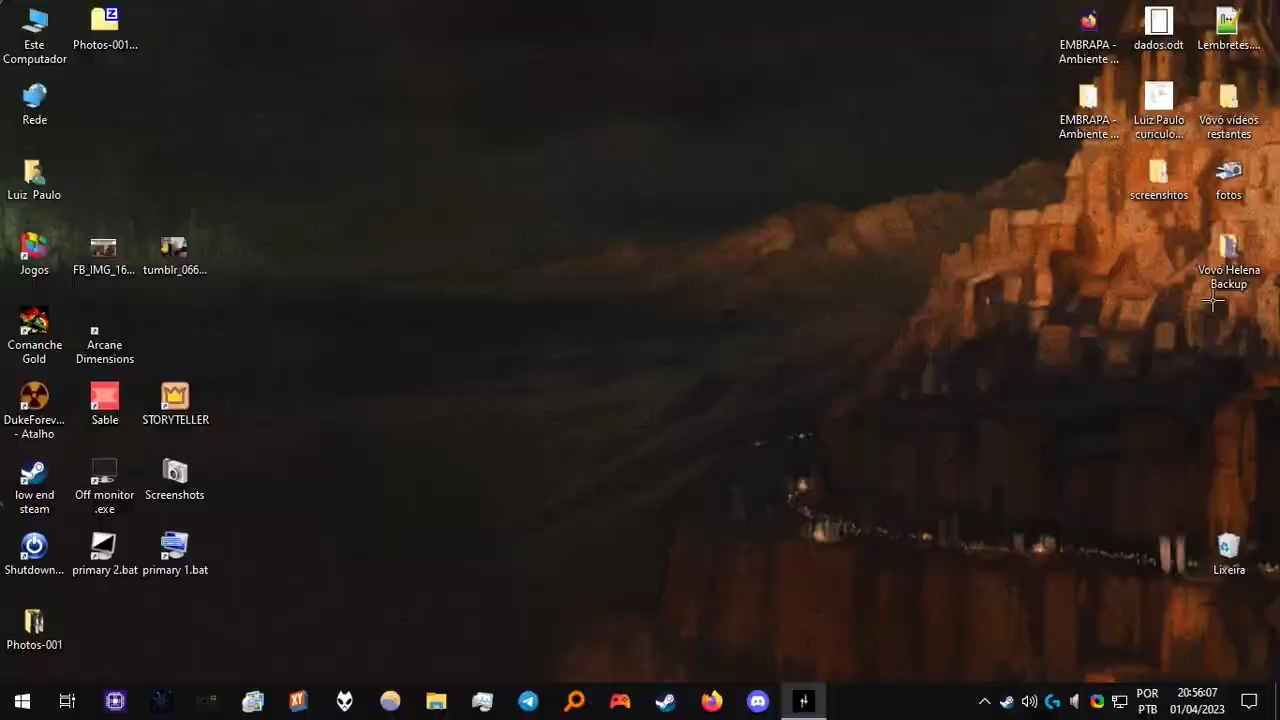 Este
Computador
Photos-001...
EMBRAPA -
Ambiente ...
dados.odt
Lembretes....
Rede
EMBRAPA -
Ambiente ...
Luiz Paulo
curiculo...
Vovó vídeos
restantes
Luiz Paulo
screenshtos
fotos
Jogos
FB_IMG_16...
tumblr_066...
Vovó Helena
Backup
Comanche
Gold
Arcane
Dimensions
DukeForev...
- Atalho
Sable
STORYTELLER
low end
steam
Off monitor
.exe
Screenshots
Shutdown...
primary 2.bat
primary 1.bat
Lixeira
Photos-001
POR
PTB
20:56:07
01/04/2023